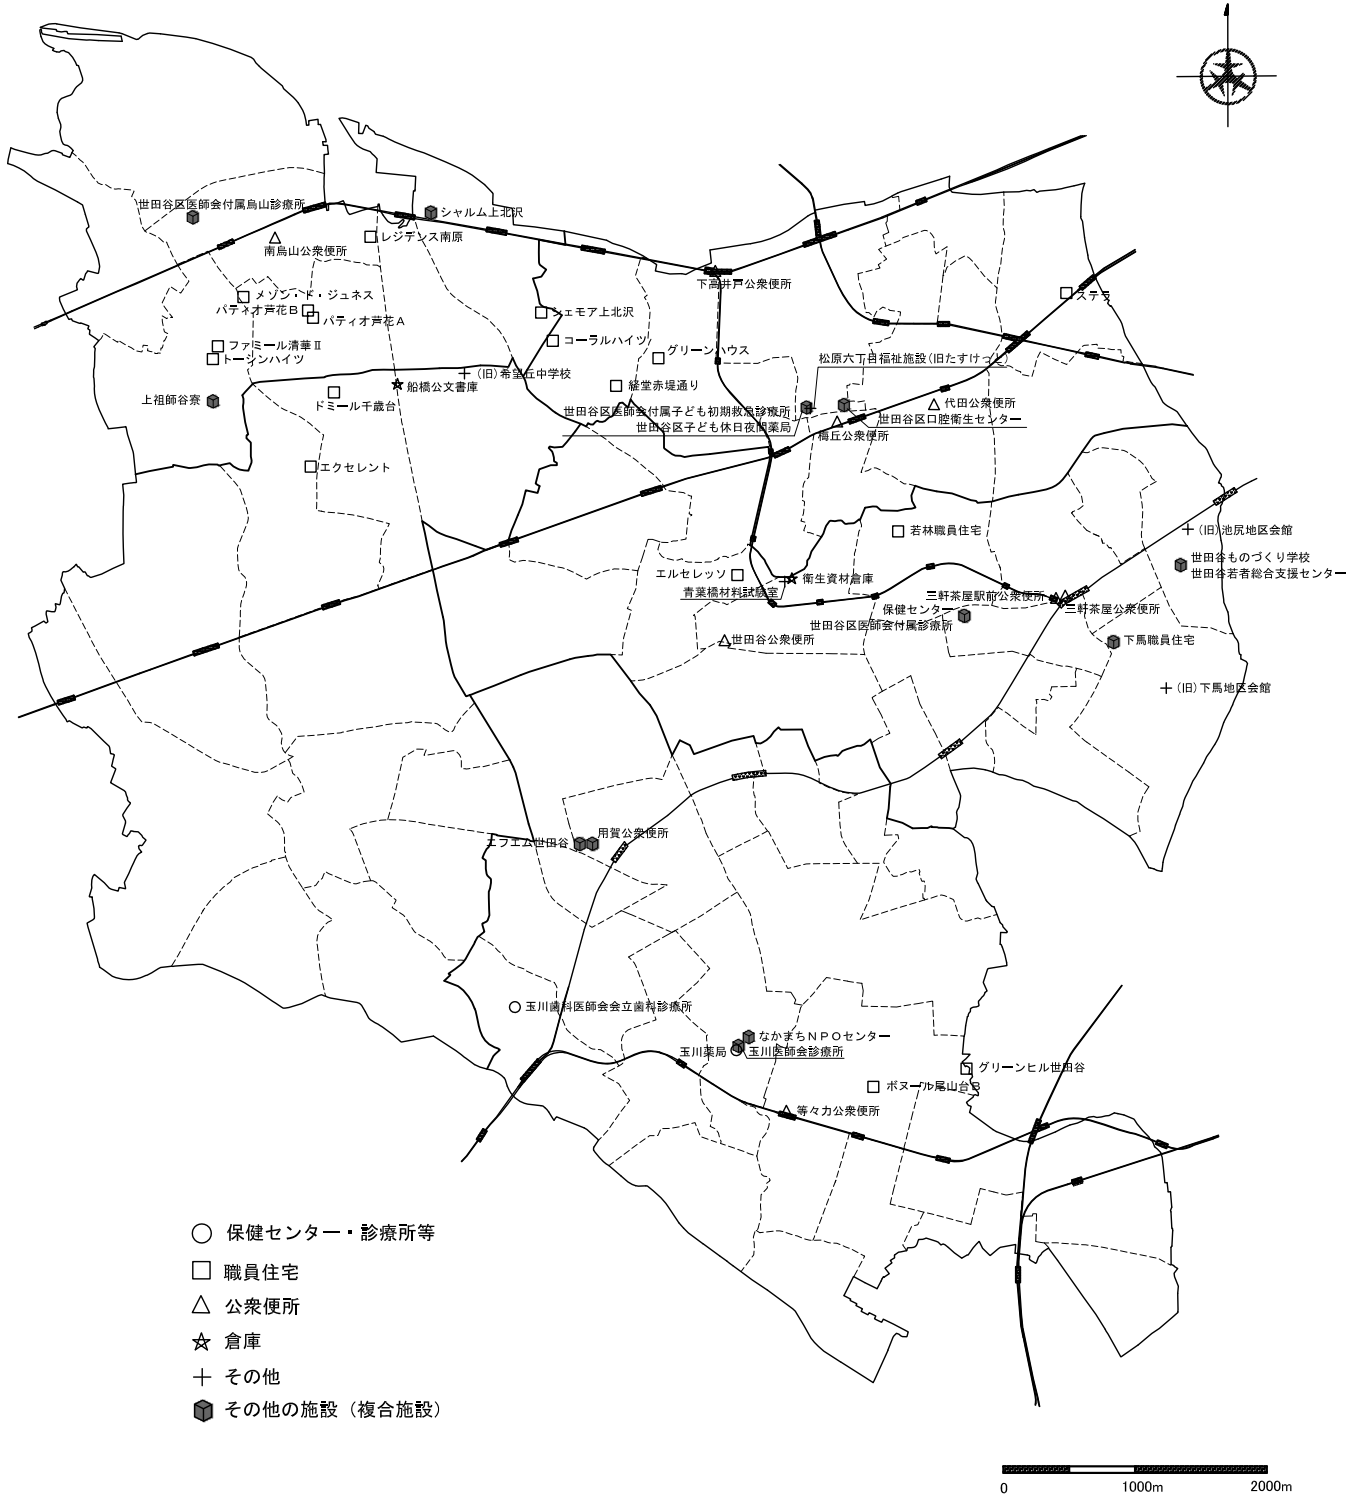 世田谷区医師会付属烏山診療所
シャルム上北沢
南烏山公衆便所
レジデンス南原
下高井戸公衆便所
メゾン・ド・ジュネス
ステラ
パティオ芦花B
パティオ芦花A
シェモア上北沢
ファミール清華Ⅱ
コーラルハイツ
グリーンハウス
トーシンハイツ
松原六丁目福祉施設(旧たすけっと)
(旧)希望丘中学校
船橋公文書庫
経堂赤堤通り
上祖師谷寮
ドミール千歳台
世田谷区医師会付属子ども初期救急診療所
世田谷区子ども休日夜間薬局
代田公衆便所
世田谷区口腔衛生センター
梅丘公衆便所
エクセレント
若林職員住宅
(旧)池尻地区会館
世田谷ものづくり学校
世田谷若者総合支援センター
エルセレッソ
衛生資材倉庫
青葉橋材料試験室
三軒茶屋駅前公衆便所
三軒茶屋公衆便所
保健センター
世田谷区医師会付属診療所
世田谷公衆便所
下馬職員住宅
(旧)下馬地区会館
用賀公衆便所
エフエム世田谷
玉川歯科医師会会立歯科診療所
なかまちNPOセンター
玉川薬局
玉川医師会診療所
グリーンヒル世田谷
ボヌール尾山台B
等々力公衆便所
保健センター・診療所等
職員住宅
公衆便所
倉庫
その他
その他の施設（複合施設）
0
1000m
2000m